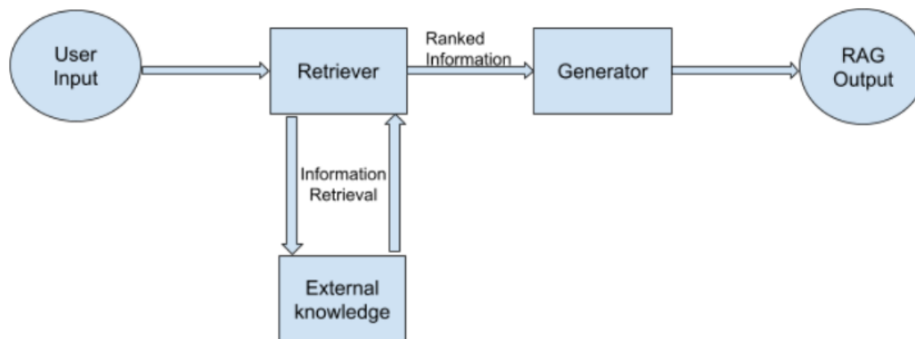 User
Input
Retriever
Ranked
Information
Generator
RAG
Output
Information
Retrieval
External
knowledge